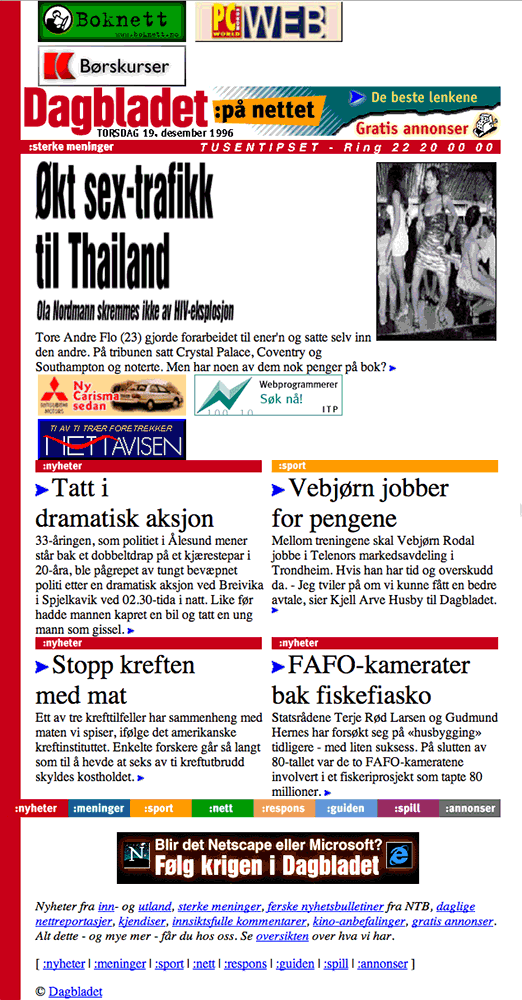 Boknett
www.boknett.no
PC WORLD WEB
Børskurser
Dagbladet :på nettet
TORSDAG 19. desember 1996
De beste lenkene
Gratis annonser
:sterke meninger
TUSENTIPSET - Ring 22 20 00 00
Økt sex-trafikk
til Thailand
Ola Nordmann skremmes ikke av HIV-eksplosjon
Tore Andre Flo (23) gjorde forarbeidet til ener'n og satte selv inn
den andre. På tribunen satt Crystal Palace, Coventry og
Southampton og noterte. Men har noen av dem nok penger på bok?
MITSUBISHI MOTORS
Ny
Carisma
sedan
Webprogrammerer
Søk nå!
ITP
TI AV TI TRÆR FORETREKKER
NETTAVISEN
:nyheter
Tatt i
dramatisk aksjon
33-åringen, som politiet i Ålesund mener
står bak et dobbeltdrap på et kjærestepar i
20-åra, ble pågrepet av tungt bevæpnet
politi etter en dramatisk aksjon ved Breivika
i Spjelkavik ved 02.30-tida i natt. Like før
hadde mannen kapret en bil og tatt en ung
mann som gissel.
:sport
Vebjørn jobber
for pengene
Mellom treningene skal Vebjørn Rodal
jobbe i Telenors markedsavdeling i
Trondheim. Hvis han har tid og overskudd
da. - Jeg tviler på om vi kunne fått en bedre
avtale, sier Kjell Arve Husby til Dagbladet.
:nyheter
Stopp kreften
med mat
Ett av tre krefttilfeller har sammenheng med
maten vi spiser, ifølge det amerikanske
kreftinstituttet. Enkelte forskere går så langt
som til å hevde at seks av ti kreftutbrudd
skyldes kostholdet.
:nyheter
FAFO-kamerater
bak fiskefiasko
Statsrådene Terje Rød Larsen og Gudmund
Hernes har forsøkt seg på «husbygging»
tidligere - med liten suksess. På slutten av
80-tallet var de to FAFO-kameratene
involvert i et fiskeriprosjekt som tapte 80
millioner.
:nyheter :meninger :sport :nett :respons :guiden :spill :annonser
Blir det Netscape eller Microsoft?
Følg krigen i Dagbladet
Nyheter fra inn- og utland, sterke meninger, ferske nyhetsbulletiner fra NTB, daglige
nettreportasjer, kjendiser, innsiktsfulle kommentarer, kino-anbefalinger, gratis annonser.
Alt dette - og mye mer - får du hos oss. Se oversikten over hva vi har.
[ :nyheter | :meninger | :sport | :nett | :respons | :guiden | :spill | :annonser ]
© Dagbladet